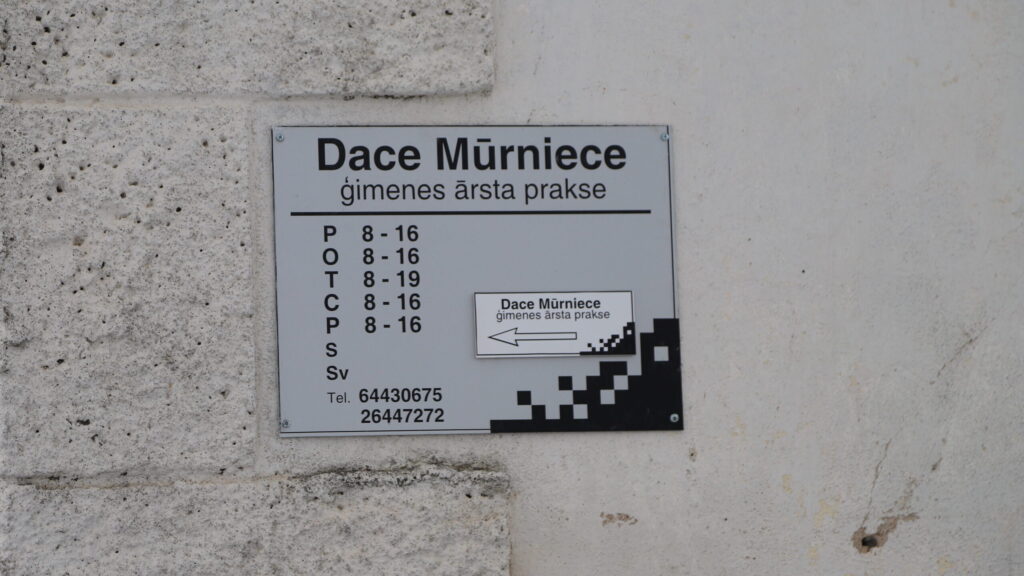 Dace Mūrniece
ģimenes ārsta prakse
P 8 - 16
O 8 - 16
T 8 - 19
C 8 - 16
P 8 - 16
S
Sv
Tel. 64430675
26447272
Dace Mūrniece
ģimenes ārsta prakse